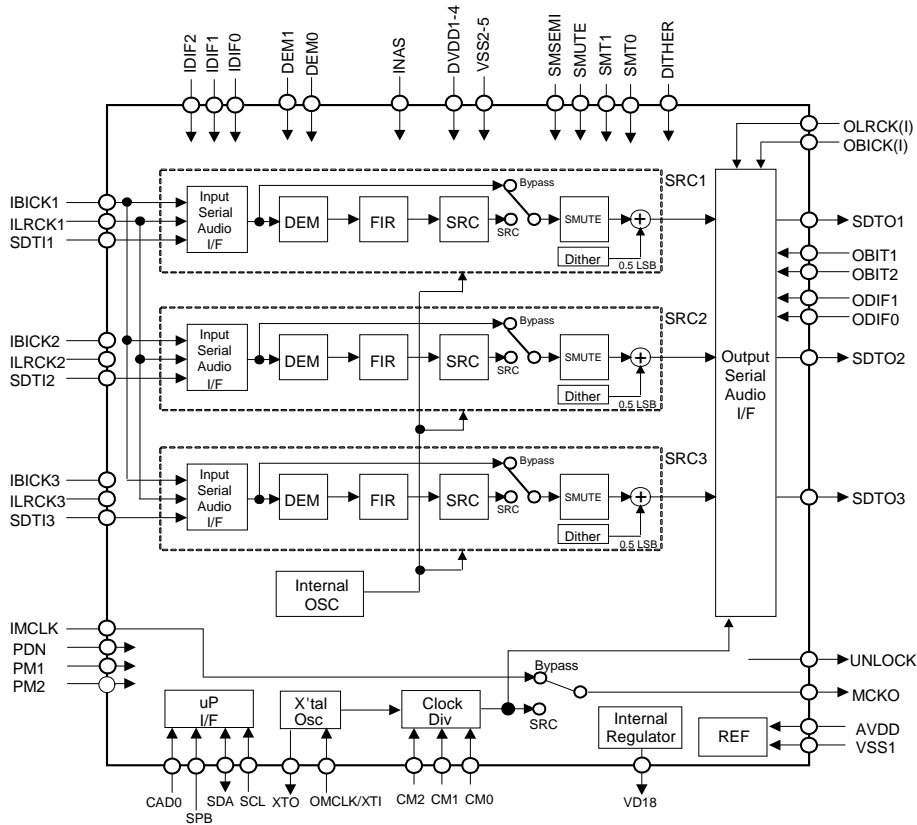 IDIF2
IDIF1
IDIF0
DEM1
DEM0
INAS
DVDD1-4
VSS2-5
SMSEMI
SMUTE
SMT1
SMT0
DITHER
OLRCK(I)
OBICK(I)
SRC1
IBICK1
ILRCK1
SDTI1
Input
Serial
Audio
I/F
DEM
FIR
SRC
Bypass
SRC
SMUTE
Dither
0.5 LSB
SDTO1
OBIT1
OBIT2
ODIF1
ODIF0
SRC2
IBICK2
ILRCK2
SDTI2
Input
Serial
Audio
I/F
DEM
FIR
SRC
Bypass
SRC
SMUTE
Dither
0.5 LSB
Output
Serial
Audio
I/F
SDTO2
SRC3
IBICK3
ILRCK3
SDTI3
Input
Serial
Audio
I/F
DEM
FIR
SRC
Bypass
SRC
SMUTE
Dither
0.5 LSB
SDTO3
Internal
OSC
IMCLK
PDN
PM1
PM2
Bypass
SRC
UNLOCK
MCKO
uP
I/F
X'tal
Osc
Clock
Div
Internal
Regulator
REF
AVDD
VSS1
CAD0
SPB
SDA
SCL
XTO
OMCLK/XTI
CM2
CM1
CM0
VD18